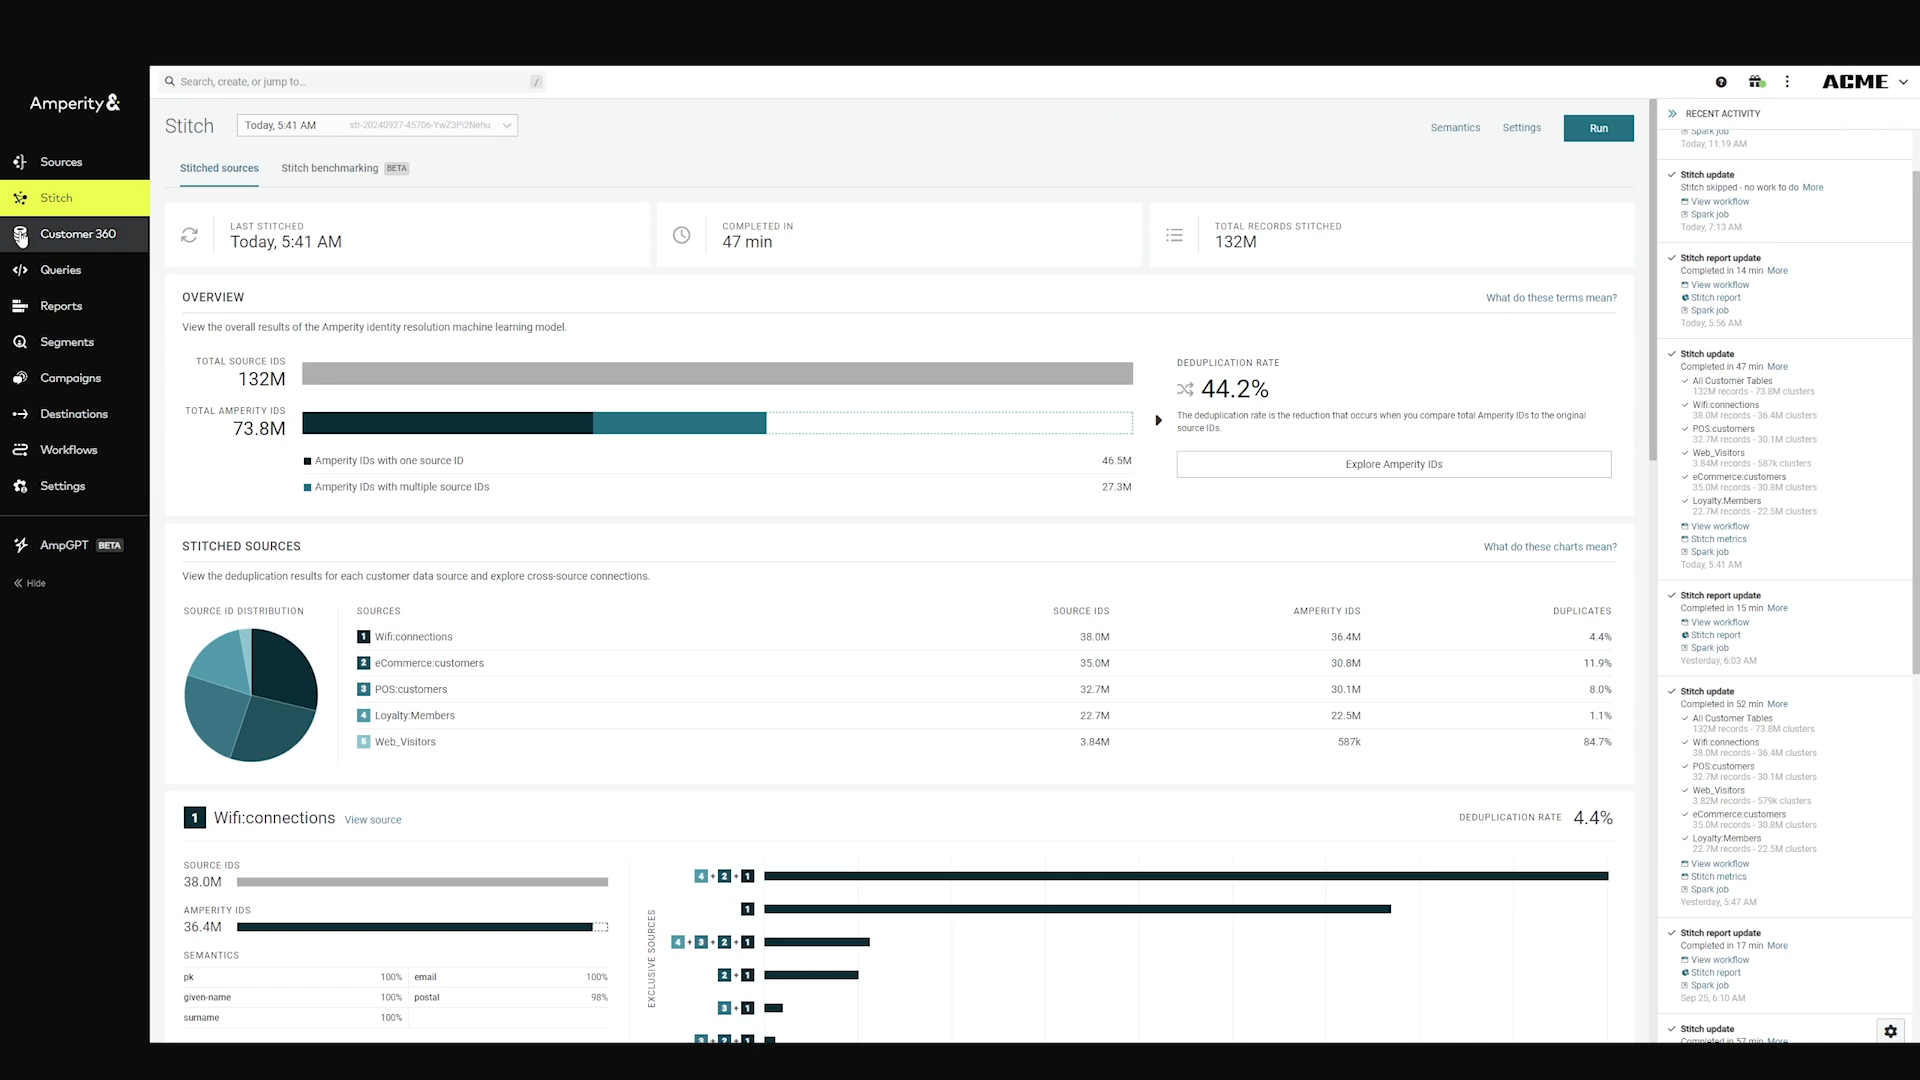 Amperity&
Sources
Stitch
Customer 360
Queries
Reports
Segments
Campaigns
Destinations
Workflows
Settings
AmpGPT BETA
Hide
Search, create, or jump to...
/
ACME
Stitch
Today, 5:41 AM
Semantics
Settings
Run
Stitched sources
Stitch benchmarking BETA
LAST STITCHED
Today, 5:41 AM
COMPLETED IN
47 min
TOTAL RECORDS STITCHED
132M
OVERVIEW
What do these terms mean?
View the overall results of the Amperity identity resolution machine learning model.
TOTAL SOURCE IDS
132M
TOTAL AMPERITY IDS
73.8M
Amperity IDs with one source ID 46.5M
Amperity IDs with multiple source IDs 27.3M
DEDUPLICATION RATE
44.2%
The deduplication rate is the reduction that occurs when you compare total Amperity IDs to the original
source IDs.
Explore Amperity IDs
STITCHED SOURCES
What do these charts mean?
View the deduplication results for each customer data source and explore cross-source connections.
SOURCE ID DISTRIBUTION
SOURCES SOURCE IDS AMPERITY IDS DUPLICATES
1 Wifi:connections 38.0M 36.4M 4.4%
2 eCommerce:customers 35.0M 30.8M 11.9%
3 POS:customers 32.7M 30.1M 8.0%
4 Loyalty:Members 22.7M 22.5M 1.1%
5 Web_Visitors 3.84M 587k 84.7%
1 Wifi:connections View source
DEDUPLICATION RATE 4.4%
SOURCE IDS
38.0M
AMPERITY IDS
36.4M
SEMANTICS
pk 100% email 100%
given-name 100% postal 98%
surname 100%
EXCLUSIVE SOURCES
4 + 2 + 1
1
4 + 3 + 2 + 1
2 + 1
3 + 1
3 + 2 + 1
RECENT ACTIVITY
Spark job
Today, 11:19 AM
Stitch update
Stitch skipped - no work to do More
View workflow
Spark job
Today, 7:13 AM
Stitch report update
Completed in 14 min More
View workflow
Stitch report
Spark job
Today, 5:56 AM
Stitch update
Completed in 47 min More
All Customer Tables
132M records - 73.8M clusters
Wifi:connections
38.0M records - 36.4M clusters
POS:customers
32.7M records - 30.1M clusters
Web_Visitors
3.84M records - 587k clusters
eCommerce:customers
35.0M records - 30.8M clusters
Loyalty:Members
22.7M records - 22.5M clusters
View workflow
Stitch metrics
Spark job
Today, 5:41 AM
Stitch report update
Completed in 15 min More
View workflow
Stitch report
Spark job
Yesterday, 6:03 AM
Stitch update
Completed in 52 min More
All Customer Tables
132M records - 73.8M clusters
Wifi:connections
38.0M records - 36.4M clusters
POS:customers
32.7M records - 30.1M clusters
Web_Visitors
3.82M records - 579k clusters
eCommerce:customers
35.0M records - 30.8M clusters
Loyalty:Members
22.7M records - 22.5M clusters
View workflow
Stitch metrics
Spark job
Yesterday, 5:47 AM
Stitch report update
Completed in 17 min More
View workflow
Stitch report
Spark job
Sep 25, 6:10 AM
Stitch update
Completed in 57 min More